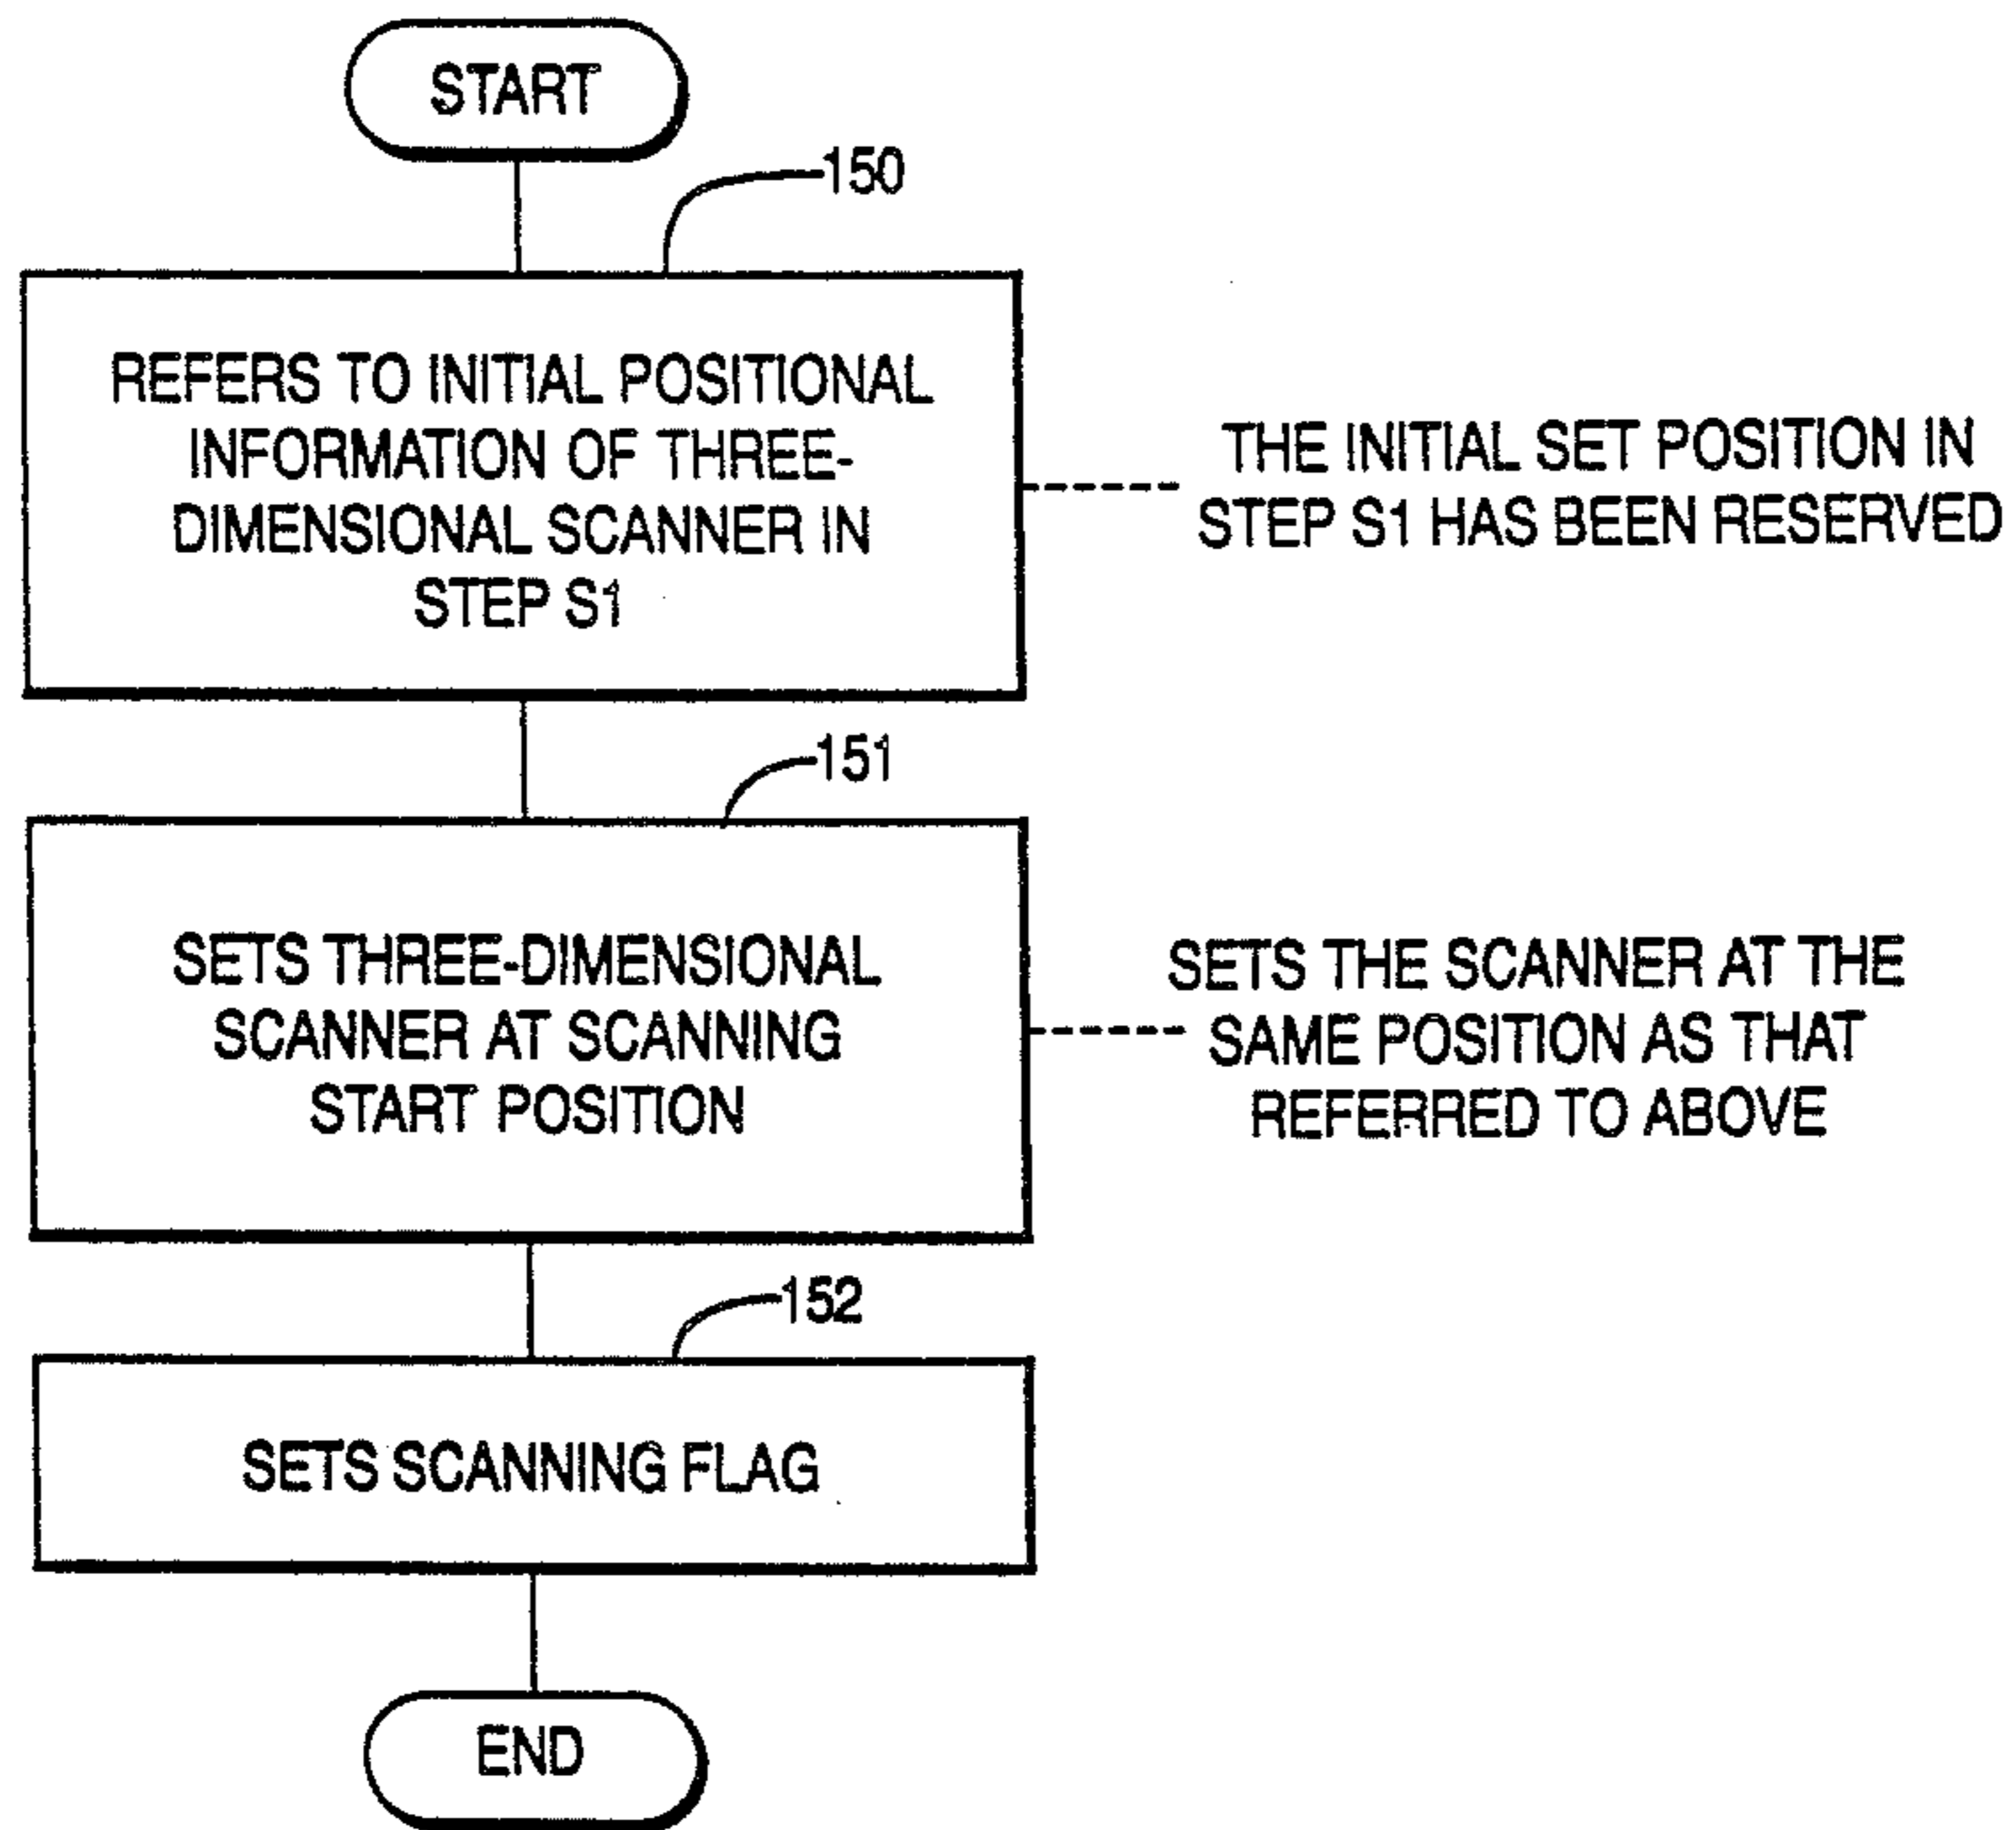 START
150
REFERS TO INITIAL POSITIONAL
INFORMATION OF THREE-
DIMENSIONAL SCANNER IN
STEP S1
THE INITIAL SET POSITION IN
STEP S1 HAS BEEN RESERVED
151
SETS THREE-DIMENSIONAL
SCANNER AT SCANNING
START POSITION
SETS THE SCANNER AT THE
SAME POSITION AS THAT
REFERRED TO ABOVE
152
SETS SCANNING FLAG
END